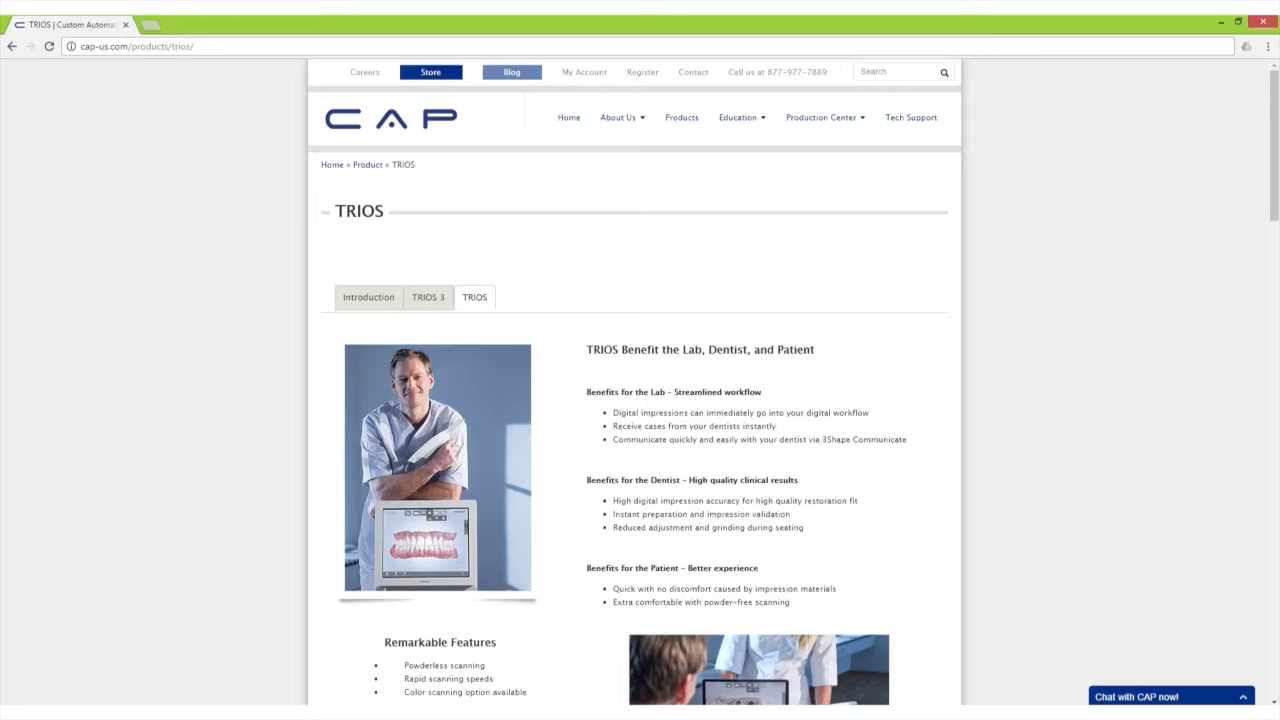 TRIOS | Custom Automa
cap-us.com/products/trios/
Careers Store Blog My Account Register Contact Call us at 877-977-7889 Search
CAP
Home About Us Products Education Production Center Tech Support
Home » Product » TRIOS
TRIOS
Introduction TRIOS 3 TRIOS
TRIOS Benefit the Lab, Dentist, and Patient
Benefits for the Lab – Streamlined workflow
Digital impressions can immediately go into your digital workflow
Receive cases from your dentists instantly
Communicate quickly and easily with your dentist via 3Shape Communicate
Benefits for the Dentist – High quality clinical results
High digital impression accuracy for high quality restoration fit
Instant preparation and impression validation
Reduced adjustment and grinding during seating
Benefits for the Patient – Better experience
Quick with no discomfort caused by impression materials
Extra comfortable with powder-free scanning
Remarkable Features
Powderless scanning
Rapid scanning speeds
Color scanning option available
Chat with CAP now!